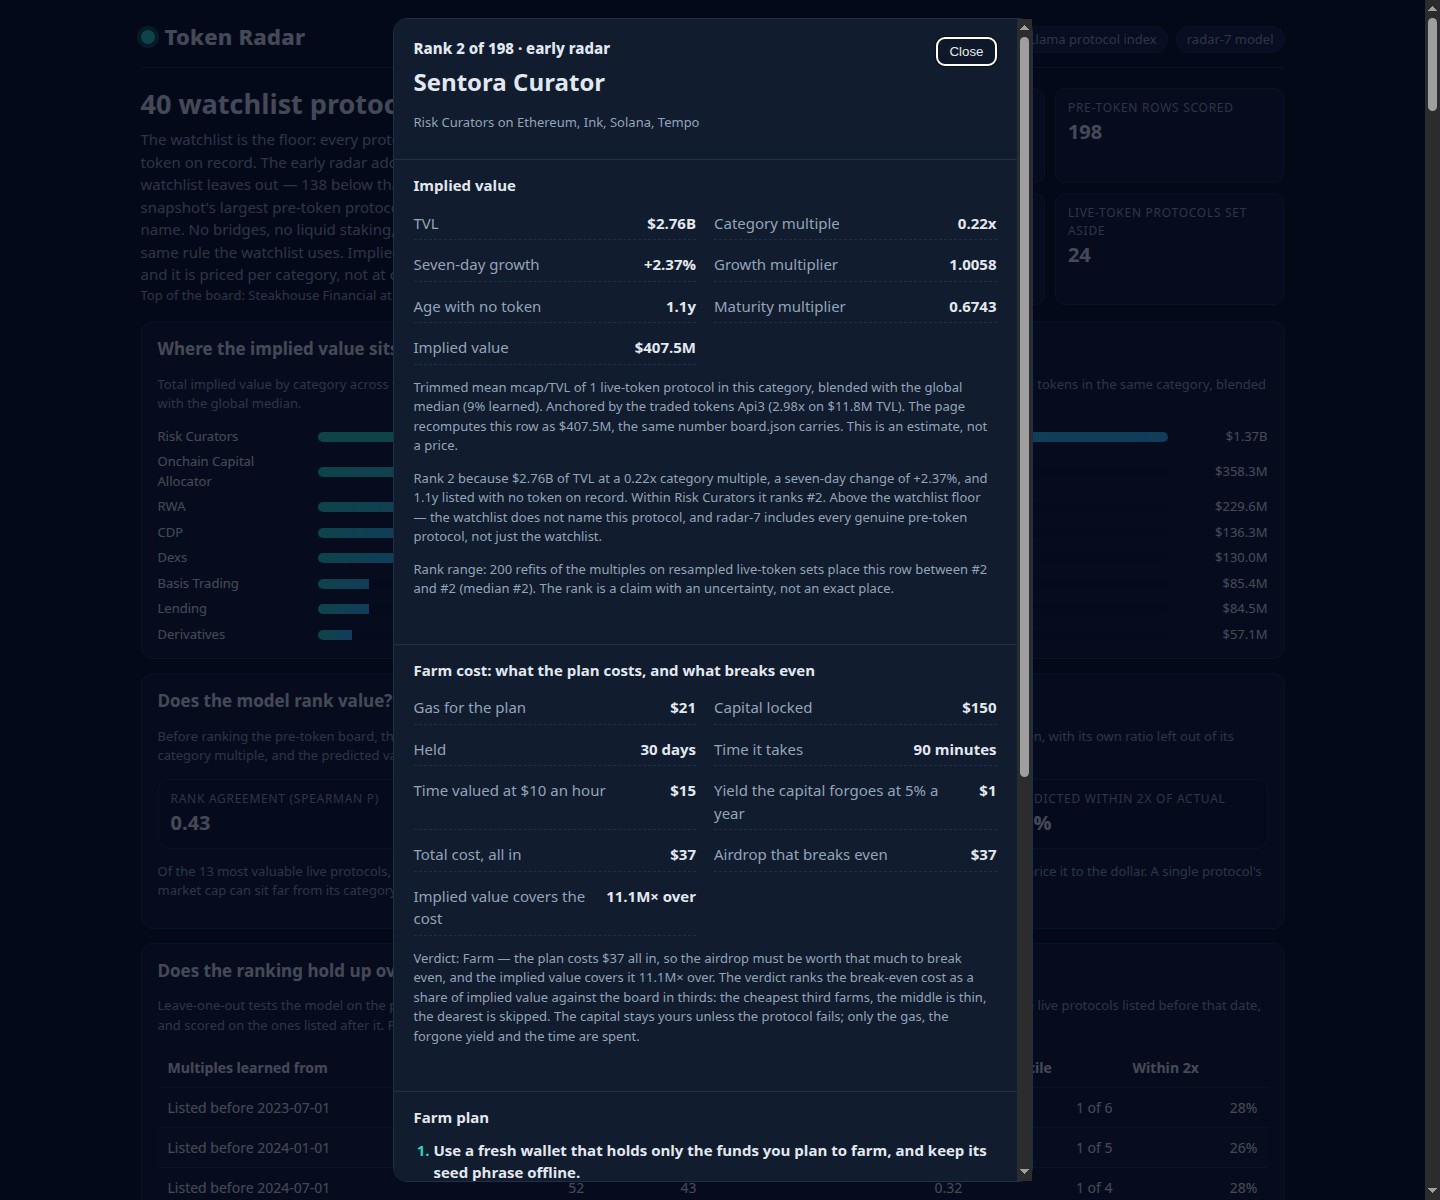 Token Radar
lama protocol index
radar-7 model
40 watchlist protoc
The watchlist is the floor: every prot
token on record. The early radar add
watchlist leaves out — 138 below th
snapshot's largest pre-token protoc
name. No bridges, no liquid staking,
same rule the watchlist uses. Implie
and it is priced per category, not at
Top of the board: Steakhouse Financial at
PRE-TOKEN ROWS SCORED
198
LIVE-TOKEN PROTOCOLS SET
ASIDE
24
Where the implied value sits
Total implied value by category across
tokens in the same category, blended
with the global median.
Risk Curators
$1.37B
Onchain Capital
Allocator
$358.3M
RWA
$229.6M
CDP
$136.3M
Dexs
$130.0M
Basis Trading
$85.4M
Lending
$84.5M
Derivatives
$57.1M
Does the model rank value?
Before ranking the pre-token board, th
n, with its own ratio left out of its
category multiple, and the predicted va
RANK AGREEMENT (SPEARMAN Ρ)
0.43
DICTED WITHIN 2X OF ACTUAL
%
Of the 13 most valuable live protocols,
rice it to the dollar. A single protocol's
market cap can sit far from its category
Does the ranking hold up ov
Leave-one-out tests the model on the p
live protocols listed before that date,
and scored on the ones listed after it. F
Multiples learned from
tile
Within 2x
Listed before 2023-07-01
1 of 6
28%
Listed before 2024-01-01
1 of 5
26%
Listed before 2024-07-01
52
43
0.32
1 of 4
28%
Rank 2 of 198 · early radar
Close
Sentora Curator
Risk Curators on Ethereum, Ink, Solana, Tempo
Implied value
TVL $2.76B Category multiple 0.22x
Seven-day growth +2.37% Growth multiplier 1.0058
Age with no token 1.1y Maturity multiplier 0.6743
Implied value $407.5M
Trimmed mean mcap/TVL of 1 live-token protocol in this category, blended with the global
median (9% learned). Anchored by the traded tokens Api3 (2.98x on $11.8M TVL). The page
recomputes this row as $407.5M, the same number board.json carries. This is an estimate, not
a price.
Rank 2 because $2.76B of TVL at a 0.22x category multiple, a seven-day change of +2.37%, and
1.1y listed with no token on record. Within Risk Curators it ranks #2. Above the watchlist floor
— the watchlist does not name this protocol, and radar-7 includes every genuine pre-token
protocol, not just the watchlist.
Rank range: 200 refits of the multiples on resampled live-token sets place this row between #2
and #2 (median #2). The rank is a claim with an uncertainty, not an exact place.
Farm cost: what the plan costs, and what breaks even
Gas for the plan $21 Capital locked $150
Held 30 days Time it takes 90 minutes
Time valued at $10 an hour $15 Yield the capital forgoes at 5% a $1
year
Total cost, all in $37 Airdrop that breaks even $37
Implied value covers the 11.1M× over
cost
Verdict: Farm — the plan costs $37 all in, so the airdrop must be worth that much to break
even, and the implied value covers it 11.1M× over. The verdict ranks the break-even cost as a
share of implied value against the board in thirds: the cheapest third farms, the middle is thin,
the dearest is skipped. The capital stays yours unless the protocol fails; only the gas, the
forgone yield and the time are spent.
Farm plan
1. Use a fresh wallet that holds only the funds you plan to farm, and keep its
seed phrase offline.